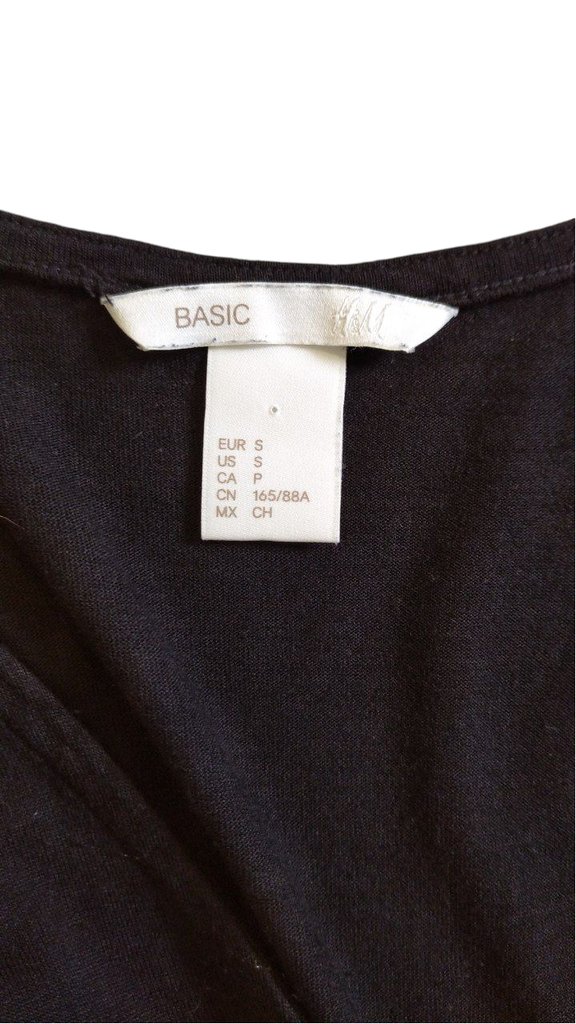 BASIC H&M
EUR S
US S
CA P
CN 165/88A
MX CH